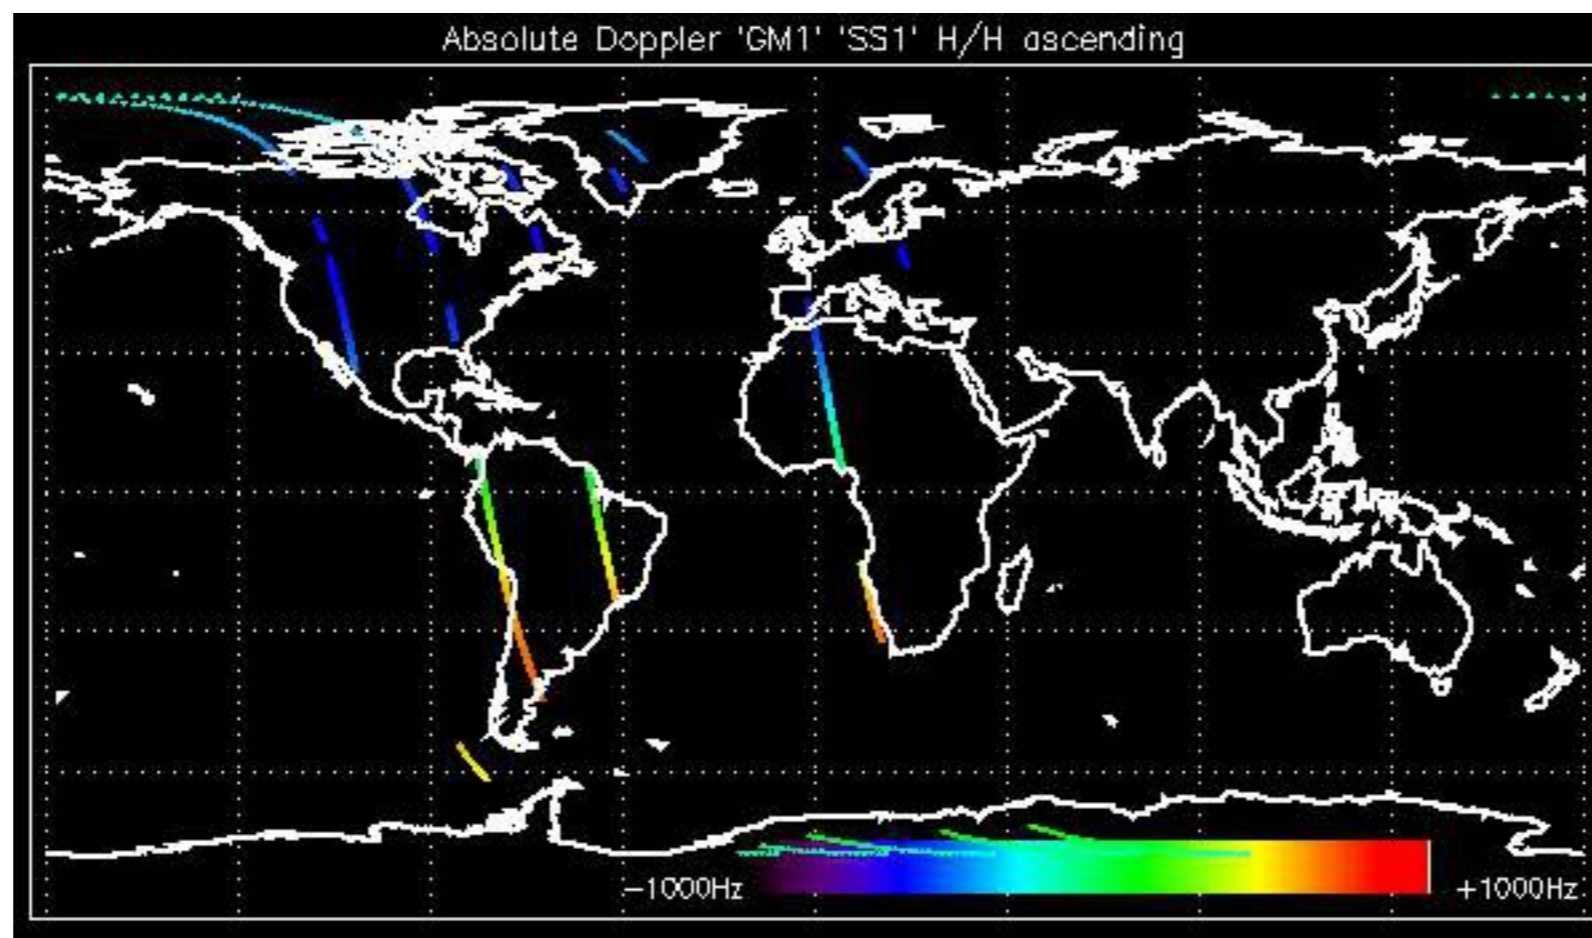 Absolute Doppler 'GM1' 'SS1' H/H ascending
-1000Hz +1000Hz